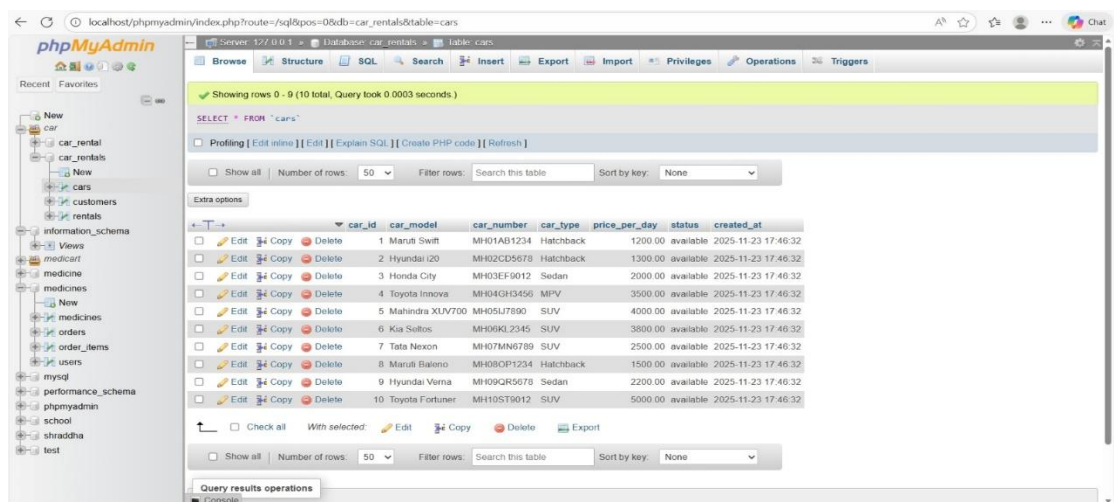 localhost/phpmyadmin/index.php?route=/sql&pos=0&db=car_rentals&table=cars
Chat
phpMyAdmin
Recent Favorites
New
car
car_rental
car_rentals
New
cars
customers
rentals
information_schema
Views
medicart
medicine
medicines
New
medicines
orders
order_items
users
mysql
performance_schema
phpmyadmin
school
shraddha
test
Server: 127.0.0.1 » Database: car_rentals » Table: cars
Browse Structure SQL Search Insert Export Import Privileges Operations Triggers
Showing rows 0 - 9 (10 total, Query took 0.0003 seconds.)
SELECT * FROM `cars`
Profiling [ Edit inline ] [ Edit ] [ Explain SQL ] [ Create PHP code ] [ Refresh ]
Show all | Number of rows: 50 Filter rows: Search this table Sort by key: None
Extra options
car_id car_model car_number car_type price_per_day status created_at
Edit Copy Delete 1 Maruti Swift MH01AB1234 Hatchback 1200.00 available 2025-11-23 17:46:32
Edit Copy Delete 2 Hyundai i20 MH02CD5678 Hatchback 1300.00 available 2025-11-23 17:46:32
Edit Copy Delete 3 Honda City MH03EF9012 Sedan 2000.00 available 2025-11-23 17:46:32
Edit Copy Delete 4 Toyota Innova MH04GH3456 MPV 3500.00 available 2025-11-23 17:46:32
Edit Copy Delete 5 Mahindra XUV700 MH05IJ7890 SUV 4000.00 available 2025-11-23 17:46:32
Edit Copy Delete 6 Kia Seltos MH06KL2345 SUV 3800.00 available 2025-11-23 17:46:32
Edit Copy Delete 7 Tata Nexon MH07MN6789 SUV 2500.00 available 2025-11-23 17:46:32
Edit Copy Delete 8 Maruti Baleno MH08OP1234 Hatchback 1500.00 available 2025-11-23 17:46:32
Edit Copy Delete 9 Hyundai Verna MH09QR5678 Sedan 2200.00 available 2025-11-23 17:46:32
Edit Copy Delete 10 Toyota Fortuner MH10ST9012 SUV 5000.00 available 2025-11-23 17:46:32
Check all With selected: Edit Copy Delete Export
Show all | Number of rows: 50 Filter rows: Search this table Sort by key: None
Query results operations
Console